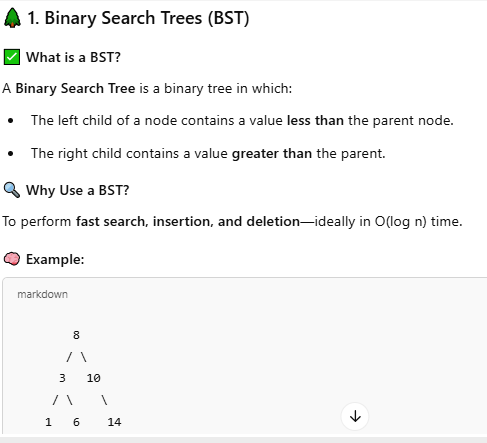 🌲 1. Binary Search Trees (BST)
✅ What is a BST?
A Binary Search Tree is a binary tree in which:
• The left child of a node contains a value less than the parent node.
• The right child contains a value greater than the parent.
🔍 Why Use a BST?
To perform fast search, insertion, and deletion—ideally in O(log n) time.
🧠 Example:
markdown
        8
       / \
      3   10
     / \    \
    1   6   14